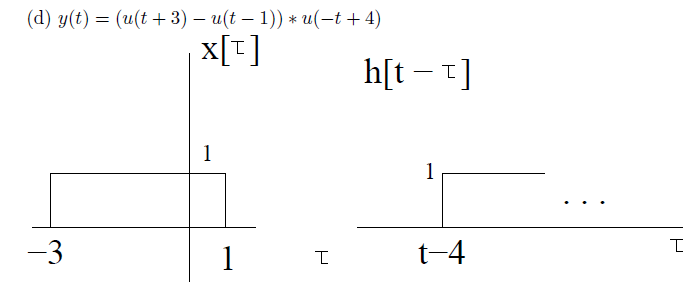 (d) y(t) = (u(t + 3) − u(t − 1)) ∗ u(−t + 4)
x[τ]
h[t − τ]
1
1
. . .
−3
1
τ
t−4
τ